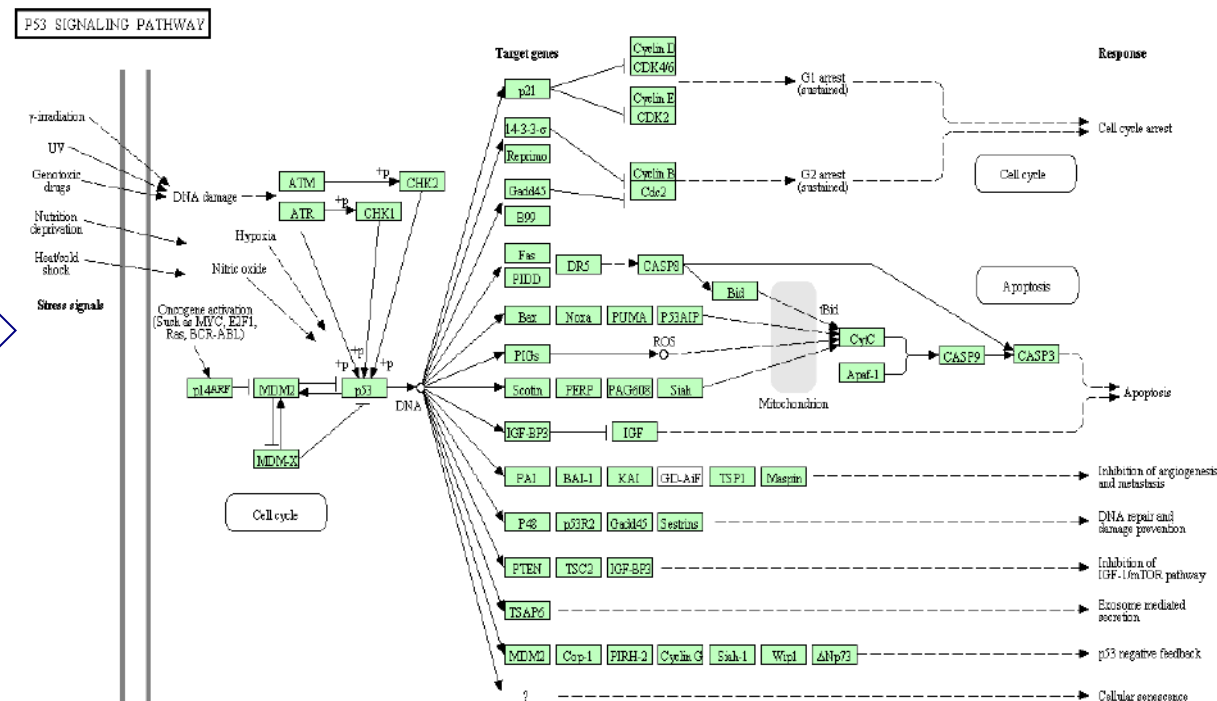 P53 SIGNALING PATHWAY
Target genes
Response
Cyclin D
CDK4/6
p21
Cyclin E
CDK2
G1 arrest
(sustained)
γ-irradiation
UV
Genotoxic
drugs
Nutrition
deprivation
Heat/cold
shock
Stress signals
DNA damage
ATM
+p
CHK2
ATR
+p
CHK1
Hypoxia
Nitric oxide
Oncogene activation
(Such as MYC, E2F1,
Ras, BCR-ABL)
+p
+p
+p
p14ARF
MDM2
p53
DNA
MDM-X
Cell cycle
14-3-3-σ
Reprimo
Gadd45
B99
Cyclin B
Cdc2
G2 arrest
(sustained)
Cell cycle arrest
Cell cycle
Fas
PIDD
DR5
CASP8
Bid
tBid
Apoptosis
Bax
Noxa
PUMA
P53AIP
PIGs
ROS
CytC
Apaf-1
CASP9
CASP3
Mitochondrion
Scotin
PERP
PAG608
Siah
Apoptosis
IGF-BP3
IGF
PAI
BAI-1
KAI
GD-AiF
TSP1
Maspin
Inhibition of angiogenesis
and metastasis
P48
p53R2
Gadd45
Sestrins
DNA repair and
damage prevention
PTEN
TSC2
IGF-BP3
Inhibition of
IGF-1/mTOR pathway
TSAP6
Exosome mediated
secretion
MDM2
Cop-1
PIRH-2
Cyclin G
Siah-1
Wip1
ΔNp73
p53 negative feedback
?
Cellular senescence